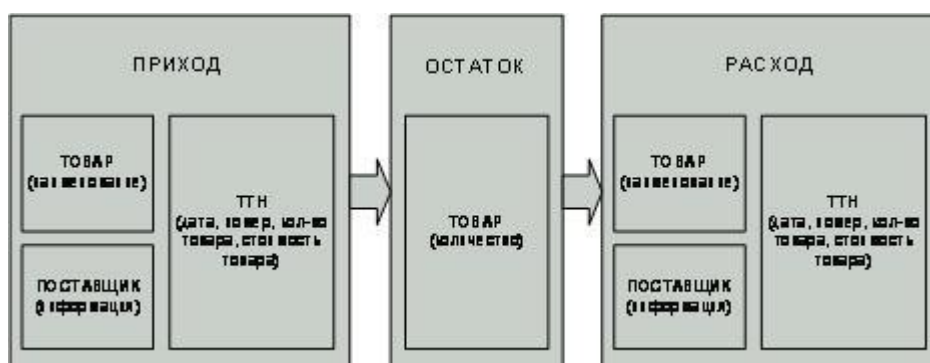 ПРИХОД
ТОВАР
(наименование)
ПОСТАВЩИК
(информация)
ТТН
(дата, номер, кол-во
товара, стоимость
товара)
ОСТАТОК
ТОВАР
(количество)
РАСХОД
ТОВАР
(наименование)
ПОСТАВЩИК
(информация)
ТТН
(дата, номер, кол-во
товара, стоимость
товара)